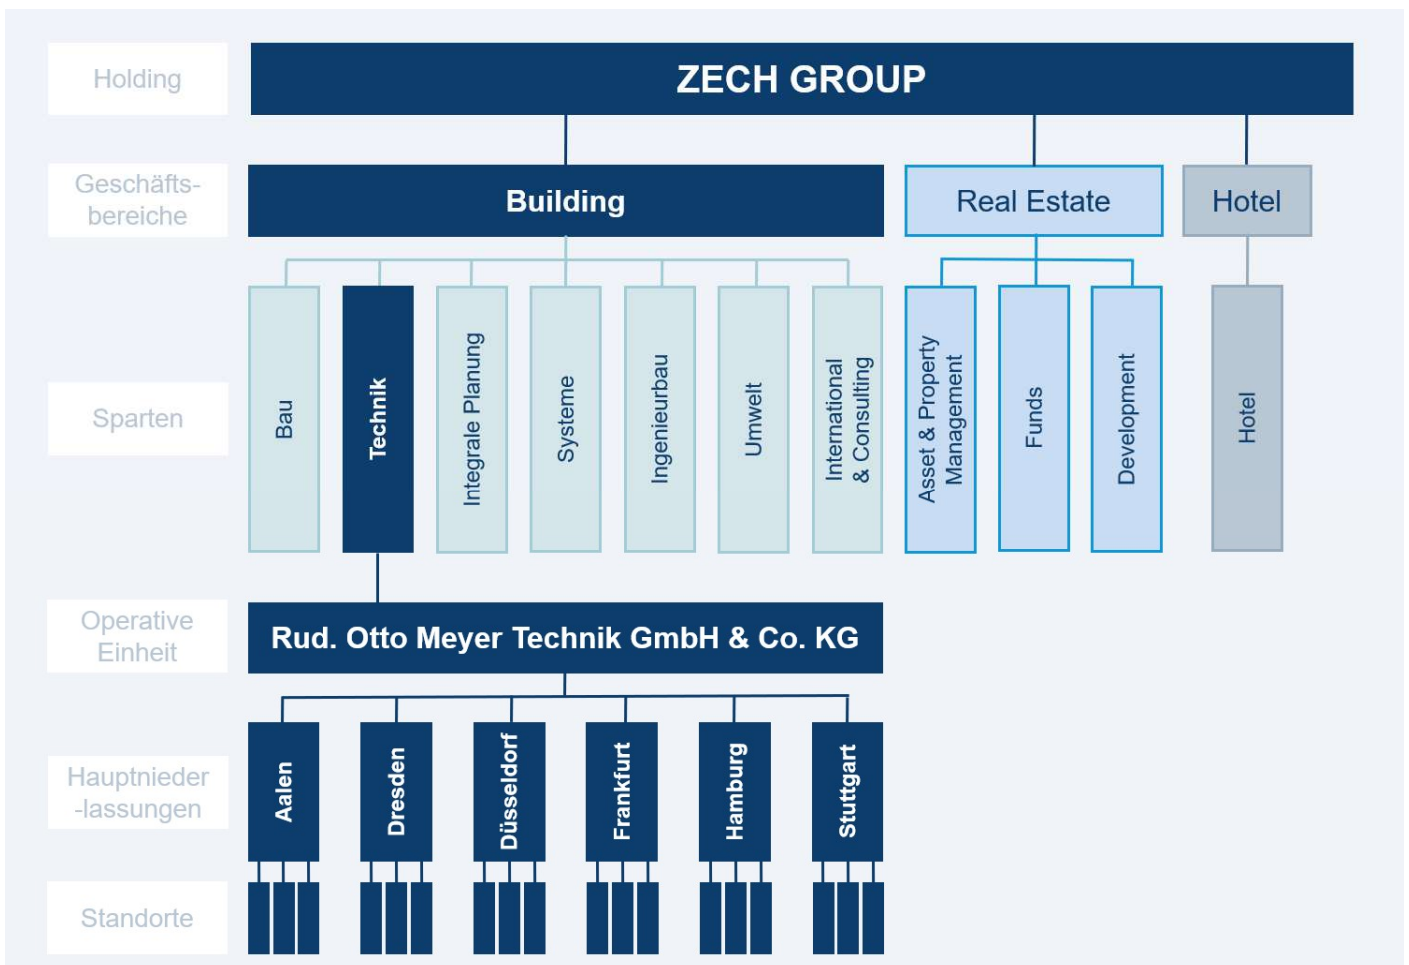 Holding
ZECH GROUP
Geschäfts-
bereiche
Building
Real Estate
Hotel
Sparten
Bau
Technik
Integrale Planung
Systeme
Ingenieurbau
Umwelt
International
& Consulting
Asset & Property
Management
Funds
Development
Hotel
Operative
Einheit
Rud. Otto Meyer Technik GmbH & Co. KG
Hauptnieder
-lassungen
Aalen
Dresden
Düsseldorf
Frankfurt
Hamburg
Stuttgart
Standorte